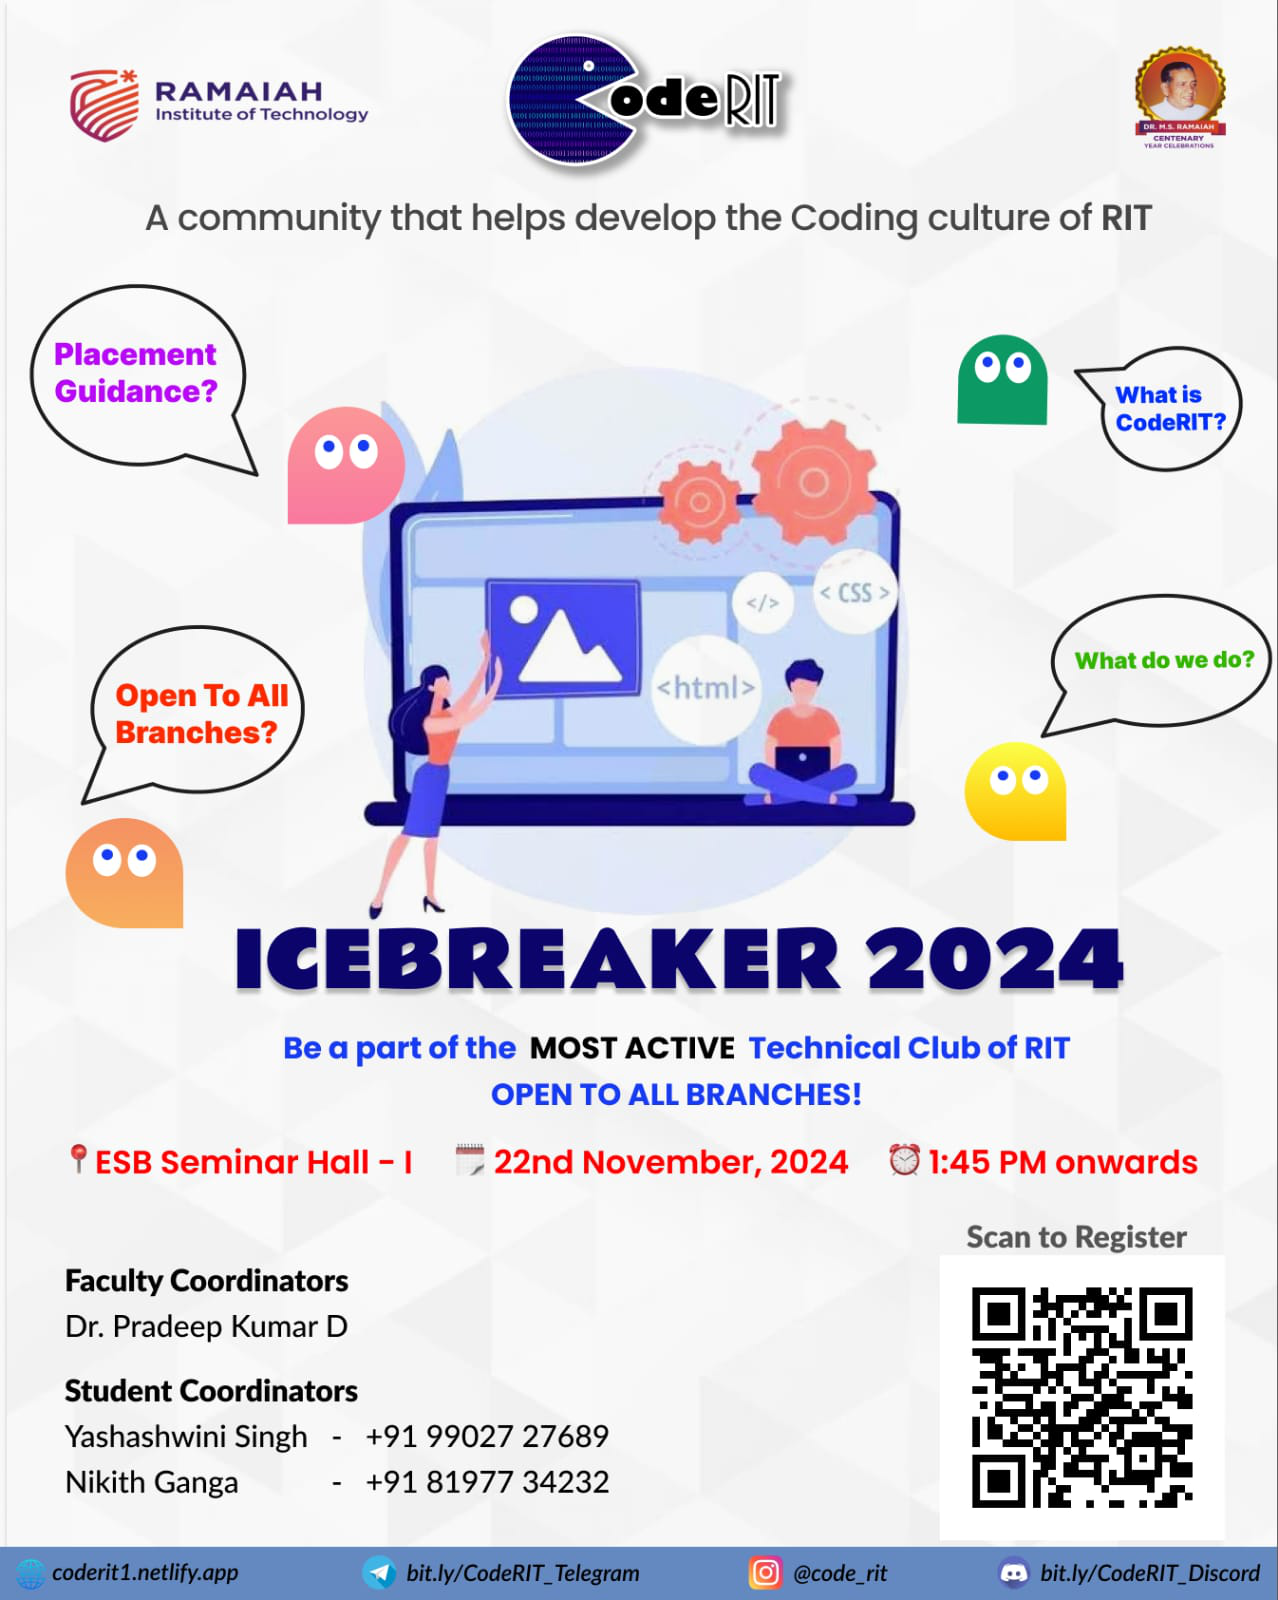 RAMAIAH
Institute of Technology
odeRIT
DR. M.S. RAMAIAH
CENTENARY
YEAR CELEBRATIONS
A community that helps develop the Coding culture of RIT
Placement
Guidance?
What is
CodeRIT?
</>
< CSS >
<html>
Open To All
Branches?
What do we do?
ICEBREAKER 2024
Be a part of the MOST ACTIVE Technical Club of RIT
OPEN TO ALL BRANCHES!
📍ESB Seminar Hall - I 🗓️ 22nd November, 2024 ⏰ 1:45 PM onwards
Scan to Register
Faculty Coordinators
Dr. Pradeep Kumar D
Student Coordinators
Yashashwini Singh - +91 99027 27689
Nikith Ganga - +91 81977 34232
coderit1.netlify.app bit.ly/CodeRIT_Telegram @code_rit bit.ly/CodeRIT_Discord